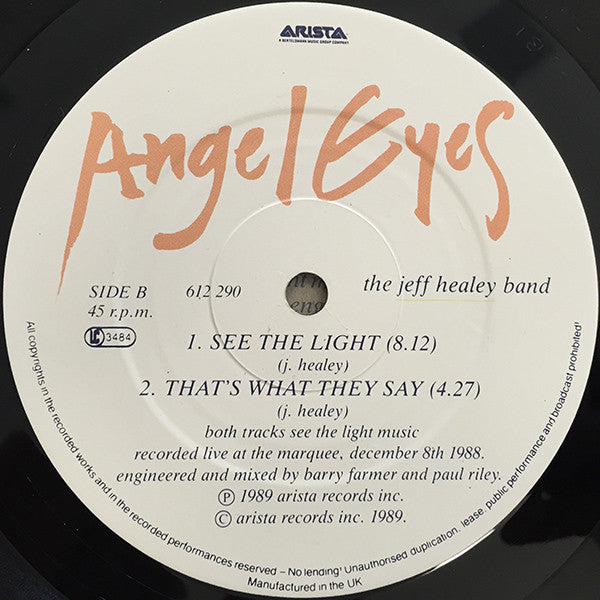 ARISTA
A BERTELSMANN MUSIC GROUP COMPANY
Angel Eyes
SIDE B 612 290 the jeff healey band
45 r.p.m.
LC 3484
1. SEE THE LIGHT (8.12)
(j. healey)
2. THAT'S WHAT THEY SAY (4.27)
(j. healey)
both tracks see the light music
recorded live at the marquee, december 8th 1988.
engineered and mixed by barry farmer and paul riley.
Ⓟ 1989 arista records inc.
© arista records inc. 1989.
All copyrights in the recorded works and in the recorded performances reserved – No lending! Unauthorised duplication, lease, public performance and broadcast prohibited!
Manufactured in the UK